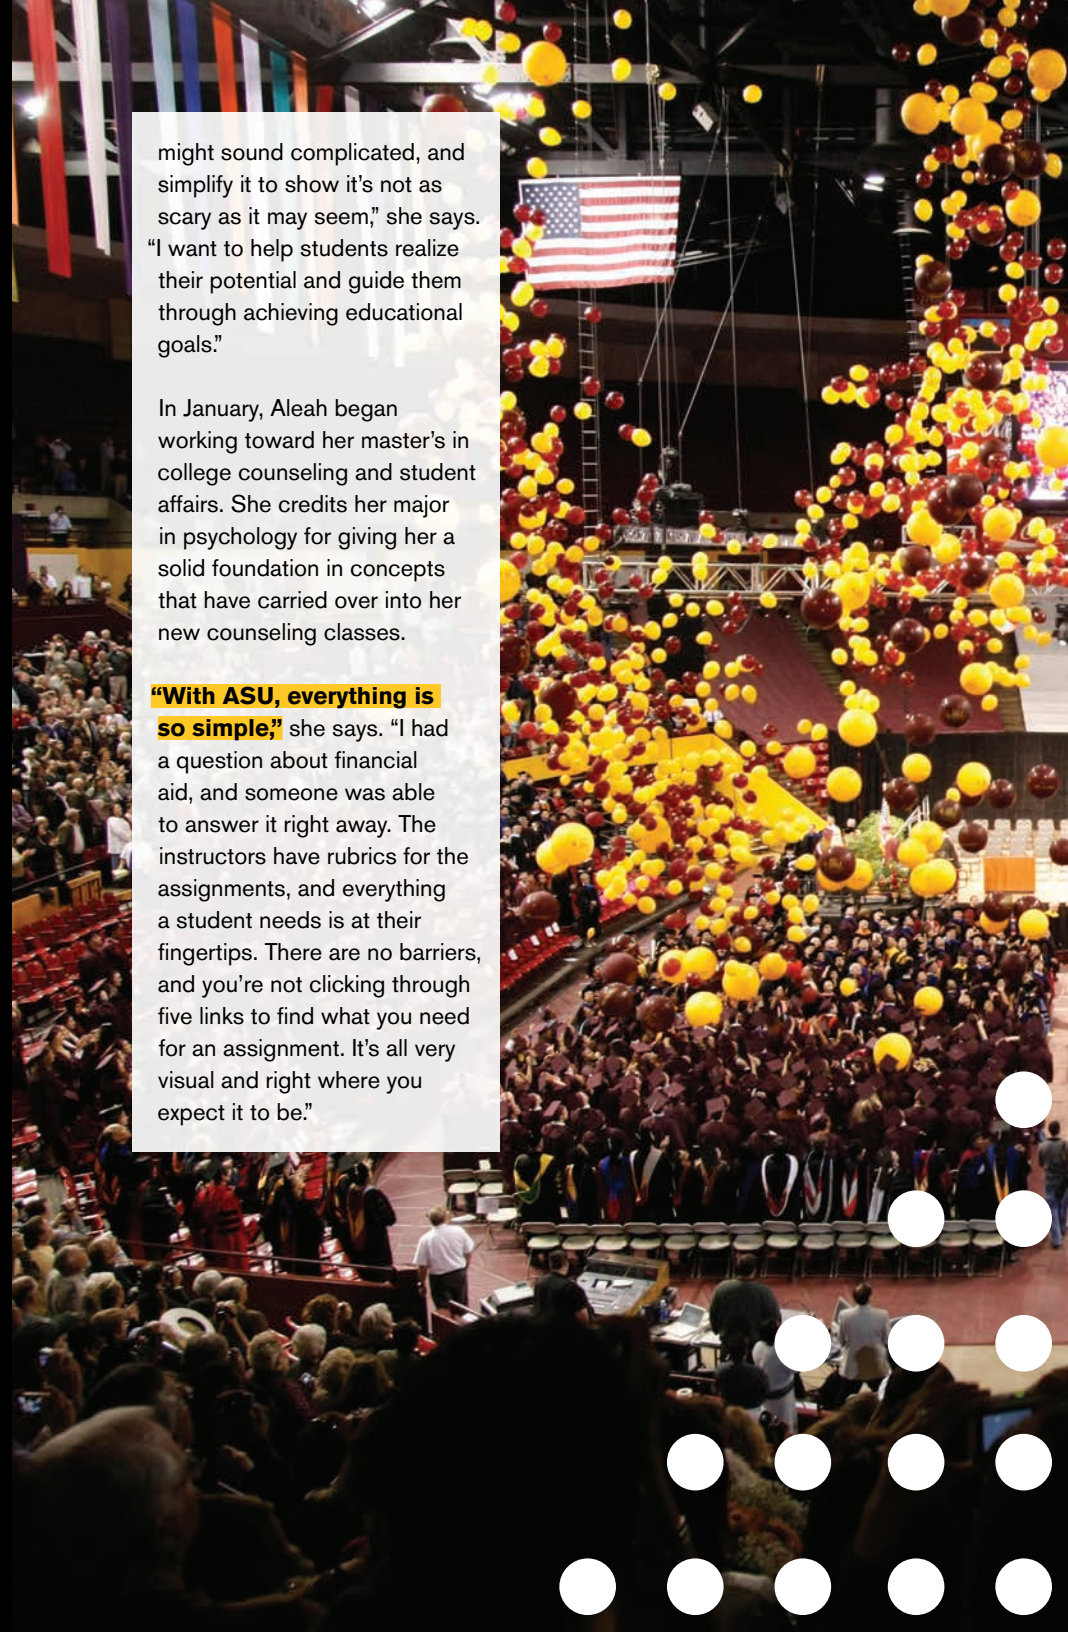 might sound complicated, and
simplify it to show it’s not as
scary as it may seem,” she says.
“I want to help students realize
their potential and guide them
through achieving educational
goals.”
In January, Aleah began
working toward her master’s in
college counseling and student
affairs. She credits her major
in psychology for giving her a
solid foundation in concepts
that have carried over into her
new counseling classes.
“With ASU, everything is
so simple,” she says. “I had
a question about financial
aid, and someone was able
to answer it right away. The
instructors have rubrics for the
assignments, and everything
a student needs is at their
fingertips. There are no barriers,
and you’re not clicking through
five links to find what you need
for an assignment. It’s all very
visual and right where you
expect it to be.”